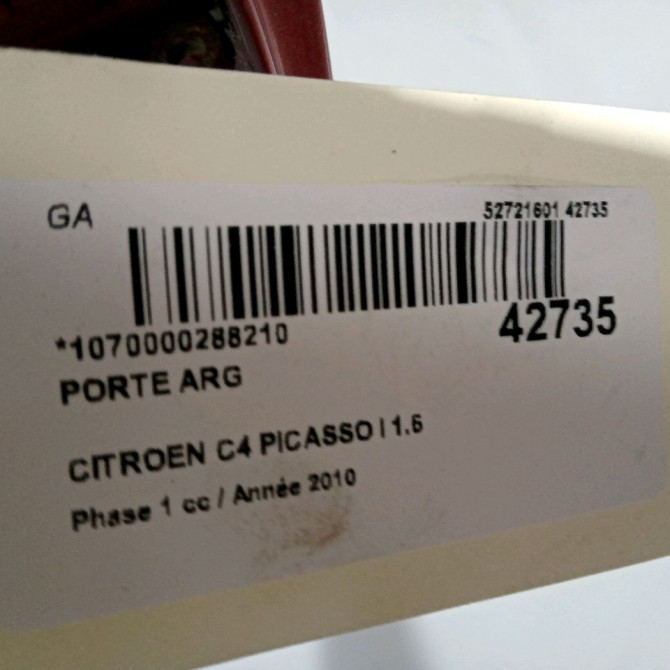 GA
52721601 42735
*1070000288210
42735
PORTE ARG
CITROEN C4 PICASSO I 1.6
Phase 1 cc / Année 2010